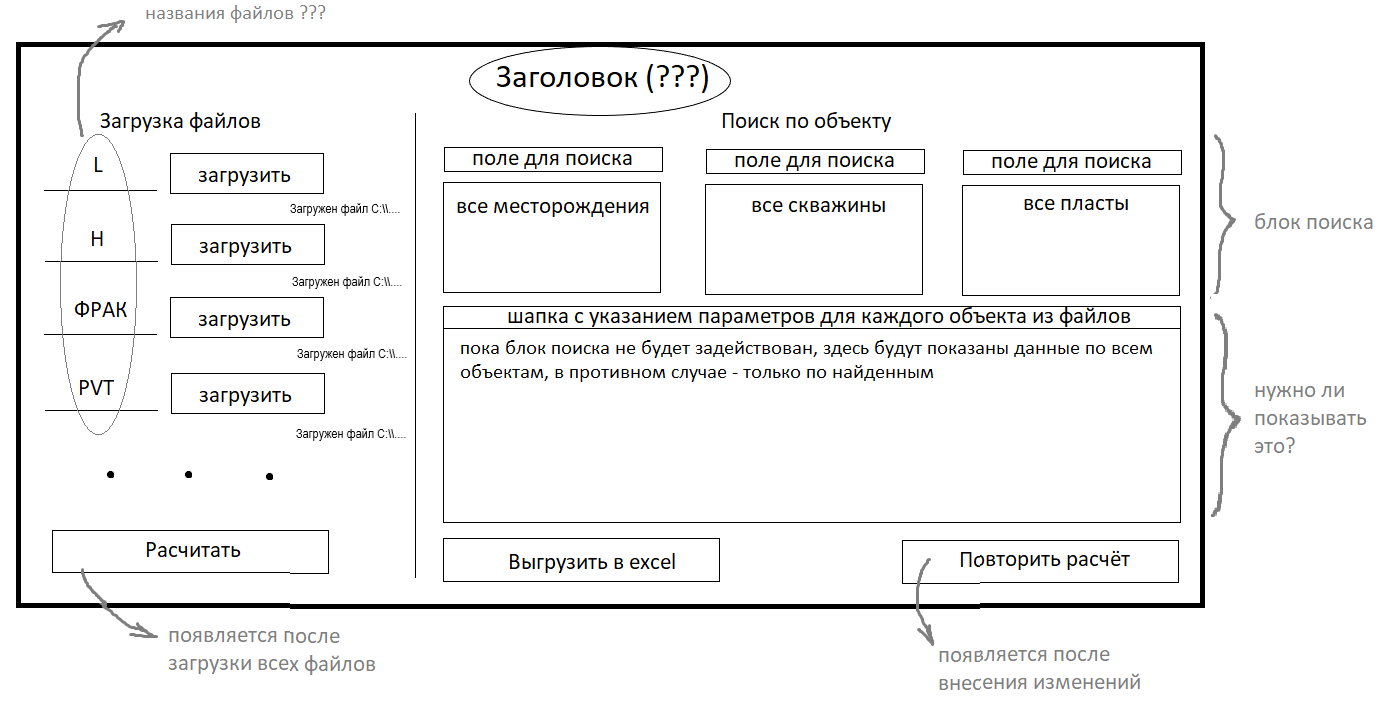 названия файлов ???
Заголовок (???)
Загрузка файлов
L
загрузить
Загружен файл C:\\....
H
загрузить
Загружен файл C:\\....
ФРАК
загрузить
Загружен файл C:\\....
PVT
загрузить
Загружен файл C:\\....
Расчитать
появляется после
загрузки всех файлов
Поиск по объекту
поле для поиска
поле для поиска
поле для поиска
все месторождения
все скважины
все пласты
блок поиска
шапка с указанием параметров для каждого объекта из файлов
пока блок поиска не будет задействован, здесь будут показаны данные по всем
объектам, в противном случае - только по найденным
нужно ли
показывать
это?
Выгрузить в excel
Повторить расчёт
появляется после
внесения изменений